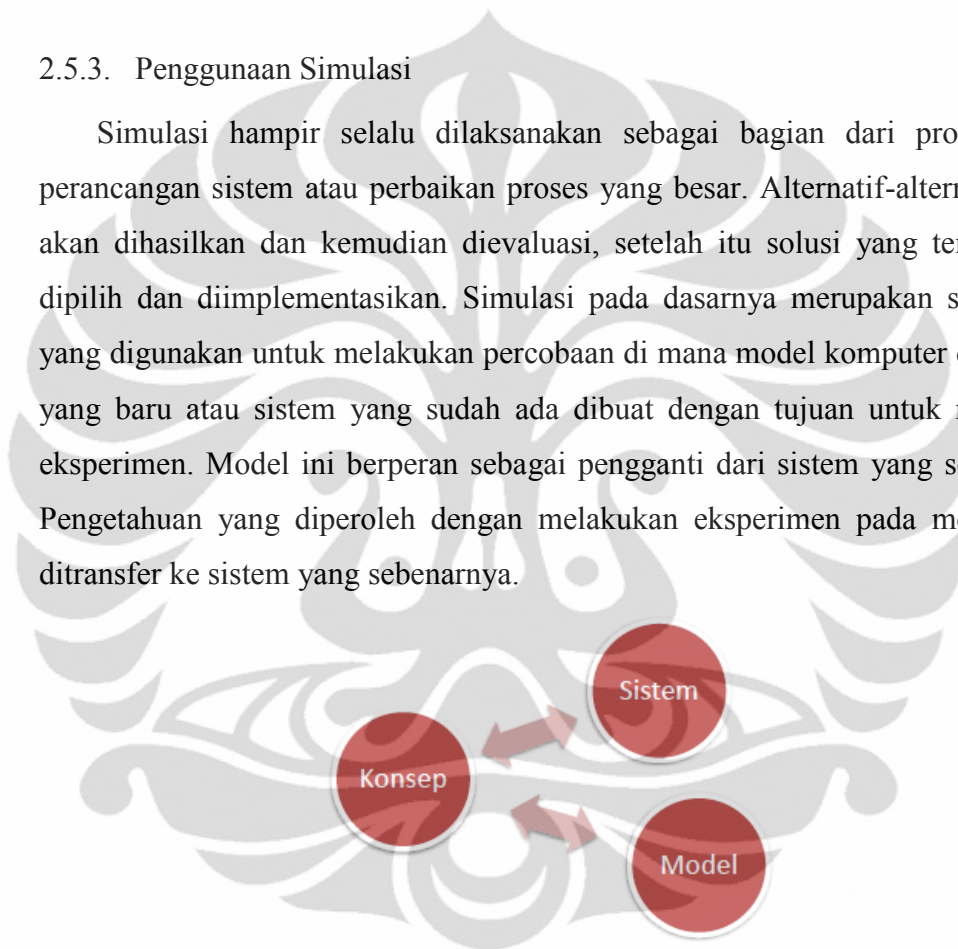 2.5.3. Penggunaan Simulasi
Simulasi hampir selalu dilaksanakan sebagai bagian dari pro
perancangan sistem atau perbaikan proses yang besar. Alternatif-altern
akan dihasilkan dan kemudian dievaluasi, setelah itu solusi yang ter
dipilih dan diimplementasikan. Simulasi pada dasarnya merupakan s
yang digunakan untuk melakukan percobaan di mana model komputer
yang baru atau sistem yang sudah ada dibuat dengan tujuan untuk
eksperimen. Model ini berperan sebagai pengganti dari sistem yang s
Pengetahuan yang diperoleh dengan melakukan eksperimen pada m
ditransfer ke sistem yang sebenarnya.
Sistem
Konsep
Model